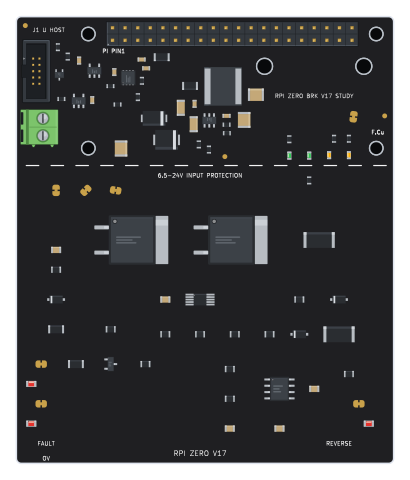 J1 U HOST
PI PIN1
RPI ZERO BRK V17 STUDY
F.Cu
6.5-24V INPUT PROTECTION
FAULT
REVERSE
0V
RPI ZERO V17